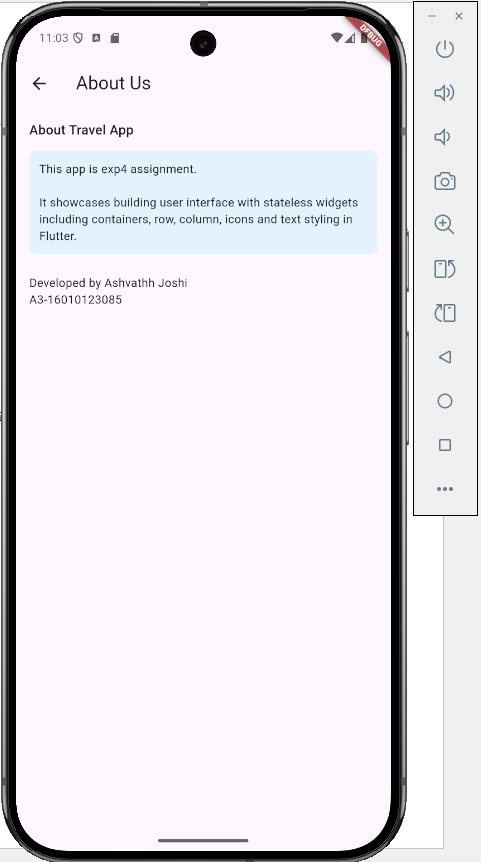 11:03
DEBUG
About Us
About Travel App
This app is exp4 assignment.
It showcases building user interface with stateless widgets
including containers, row, column, icons and text styling in
Flutter.
Developed by Ashvathh Joshi
A3-16010123085